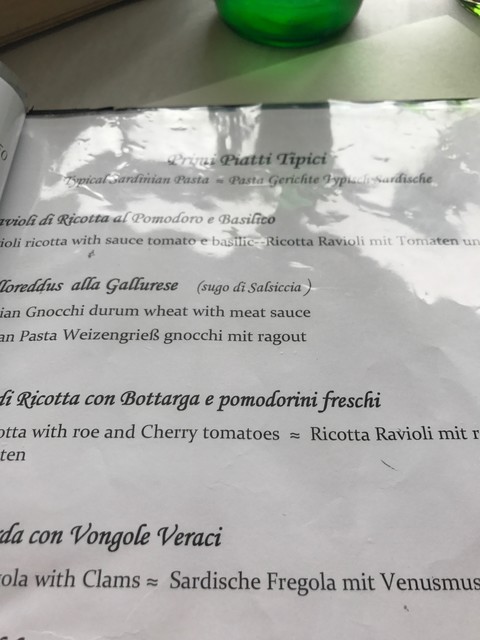 Primi Piatti Tipici
Typical Sardinian Pasta ≈ Pasta Gerichte Typisch Sardische
avioli di Ricotta al Pomodoro e Basilico
ioli ricotta with sauce tomato e basilic--Ricotta Ravioli mit Tomaten un
lloreddus alla Gallurese (sugo di Salsiccia )
ian Gnocchi durum wheat with meat sauce
an Pasta Weizengrieß gnocchi mit ragout
di Ricotta con Bottarga e pomodorini freschi
otta with roe and Cherry tomatoes ≈ Ricotta Ravioli mit r
ten
da con Vongole Veraci
ola with Clams ≈ Sardische Fregola mit Venusmus